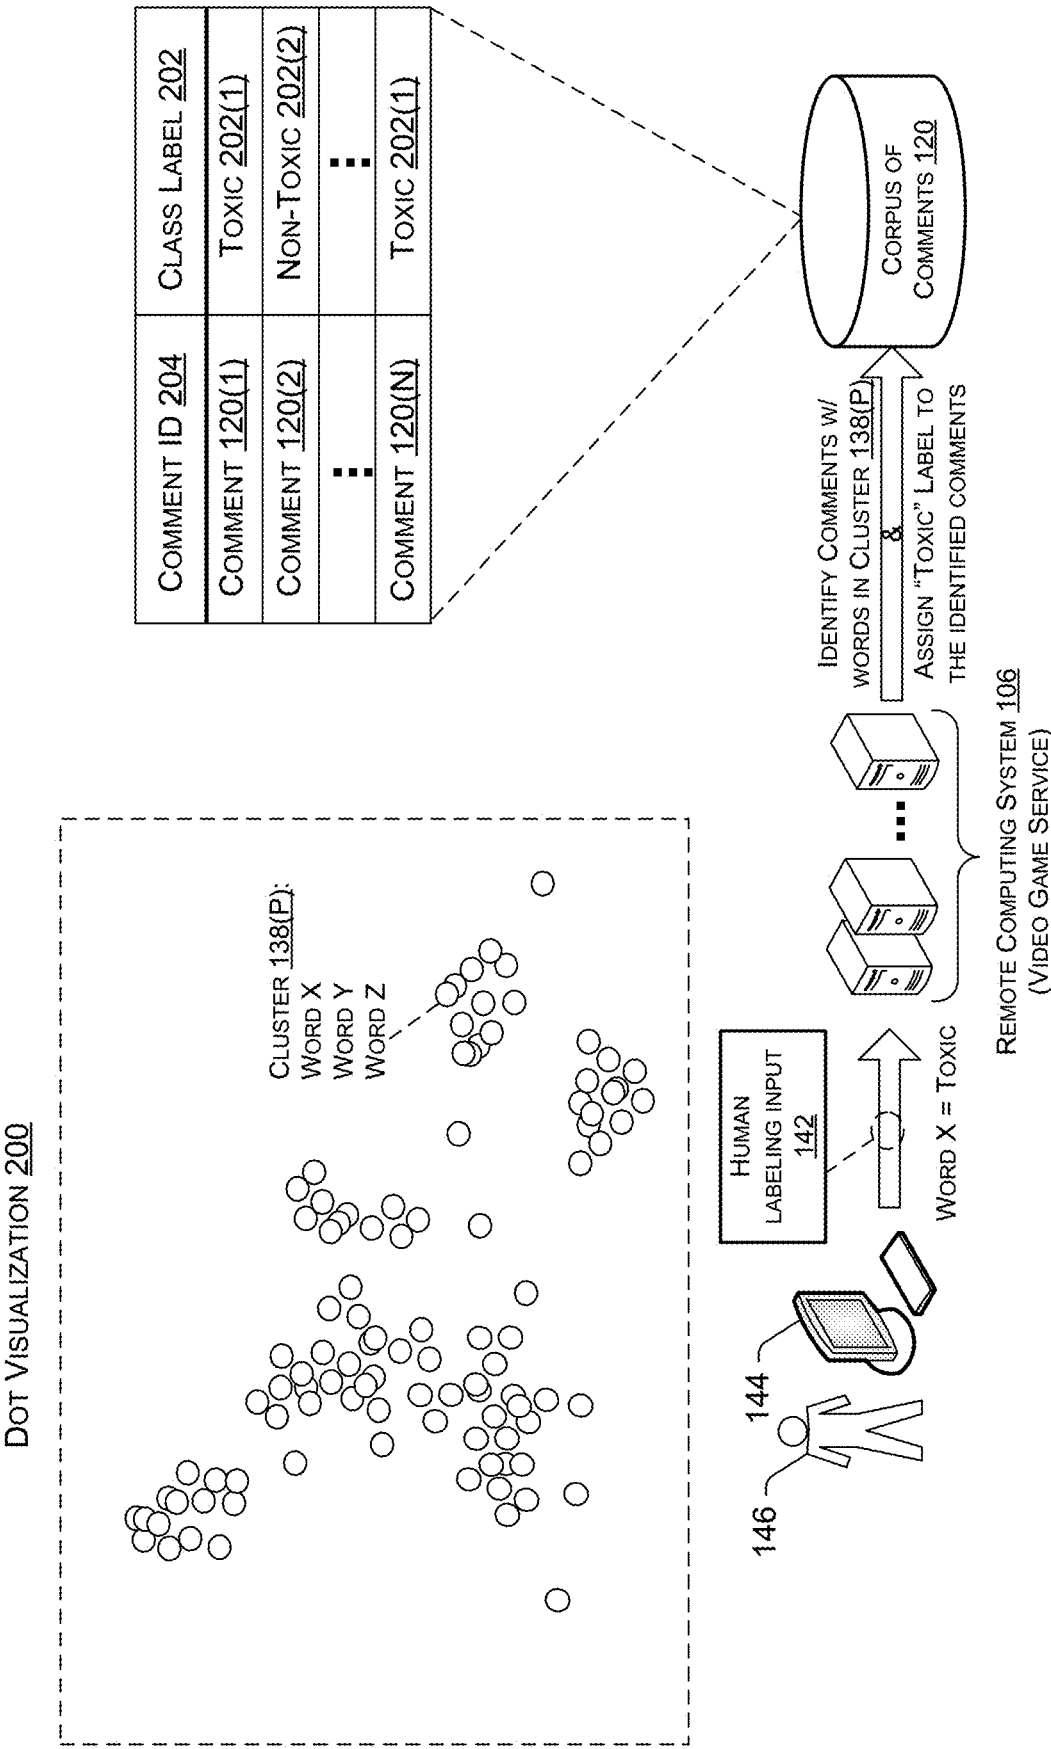 DOT VISUALIZATION 200
CLUSTER 138(P):
WORD X
WORD Y
WORD Z
COMMENT ID 204
CLASS LABEL 202
COMMENT 120(1)
TOXIC 202(1)
COMMENT 120(2)
NON-TOXIC 202(2)
COMMENT 120(N)
TOXIC 202(1)
146
144
HUMAN
LABELING INPUT
142
WORD X = TOXIC
REMOTE COMPUTING SYSTEM 106
(VIDEO GAME SERVICE)
IDENTIFY COMMENTS W/
WORDS IN CLUSTER 138(P)
&
ASSIGN "TOXIC" LABEL TO
THE IDENTIFIED COMMENTS
CORPUS OF
COMMENTS 120